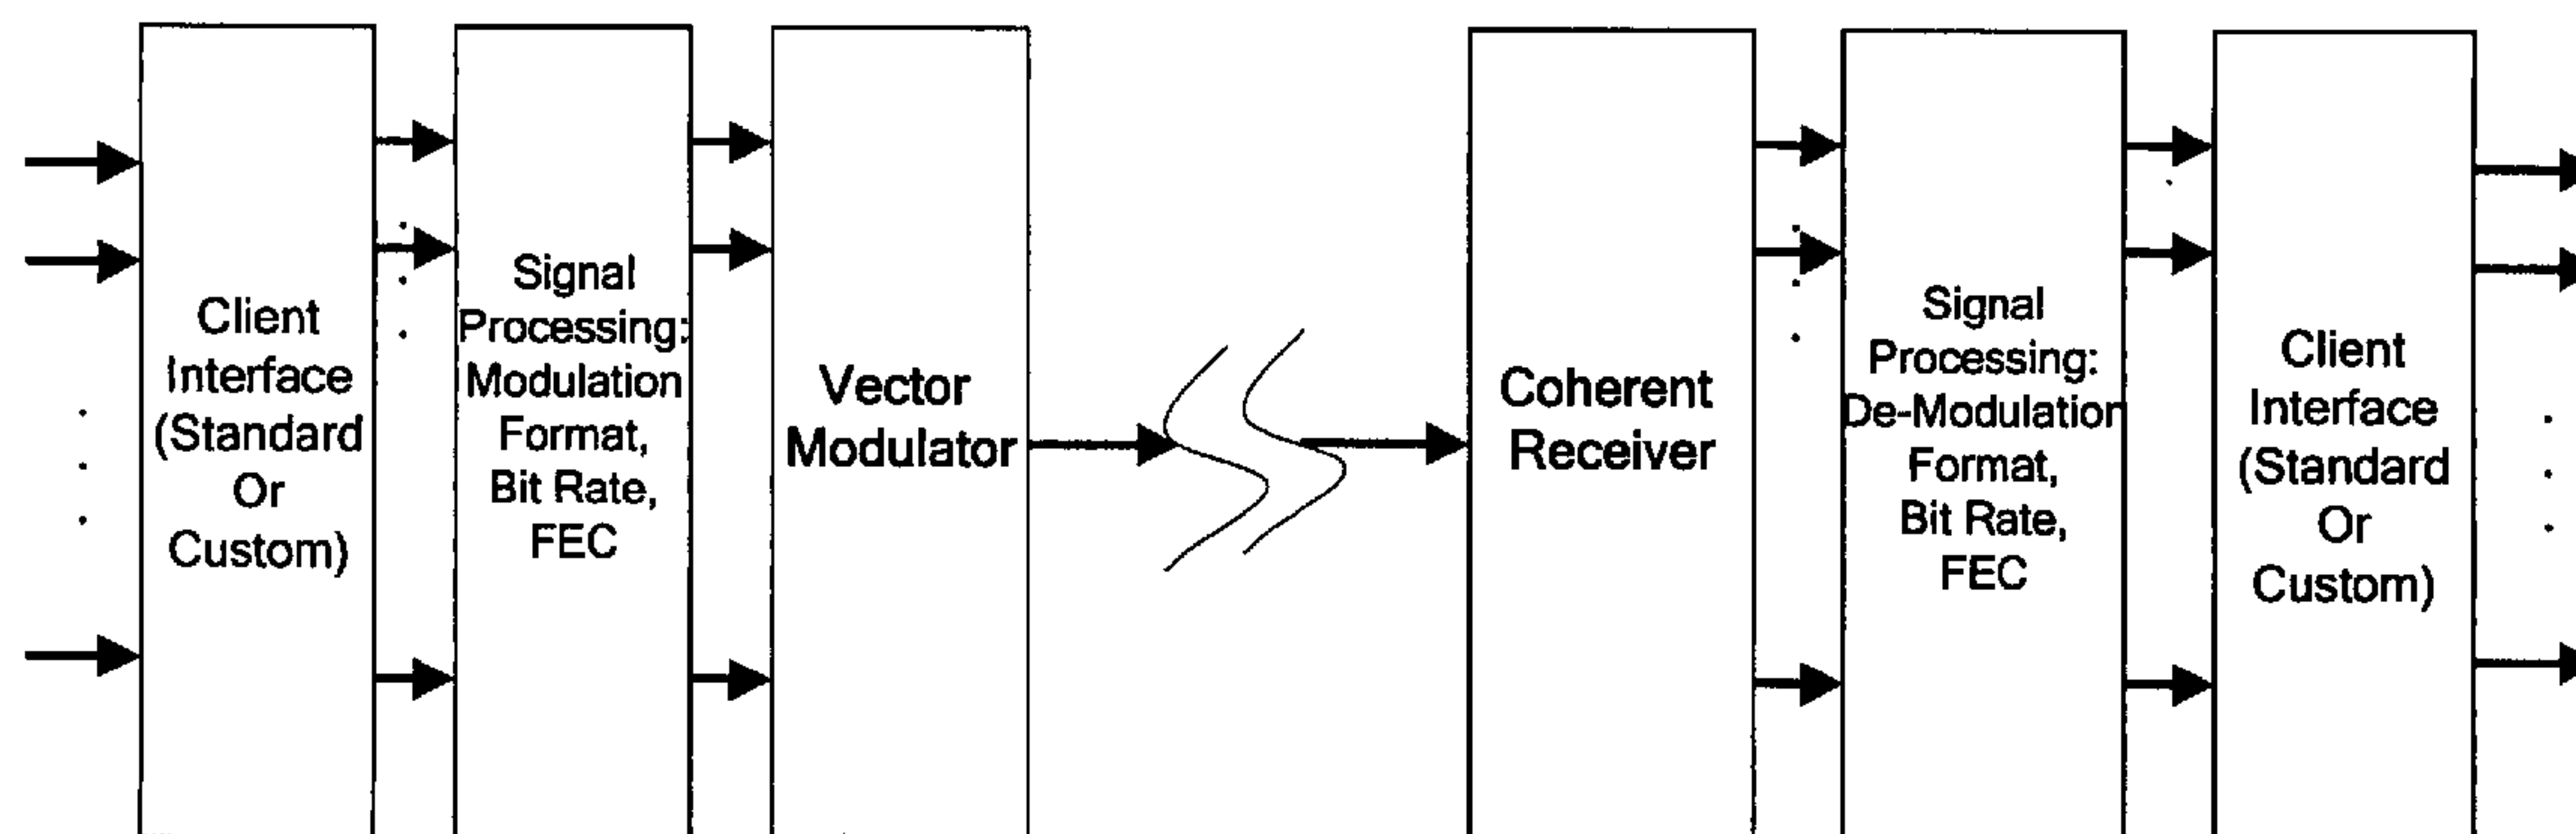 Client
Interface
(Standard
Or
Custom)
Signal
Processing:
Modulation
Format,
Bit Rate,
FEC
Vector
Modulator
Coherent
Receiver
Signal
Processing:
De-Modulation
Format,
Bit Rate,
FEC
Client
Interface
(Standard
Or
Custom)